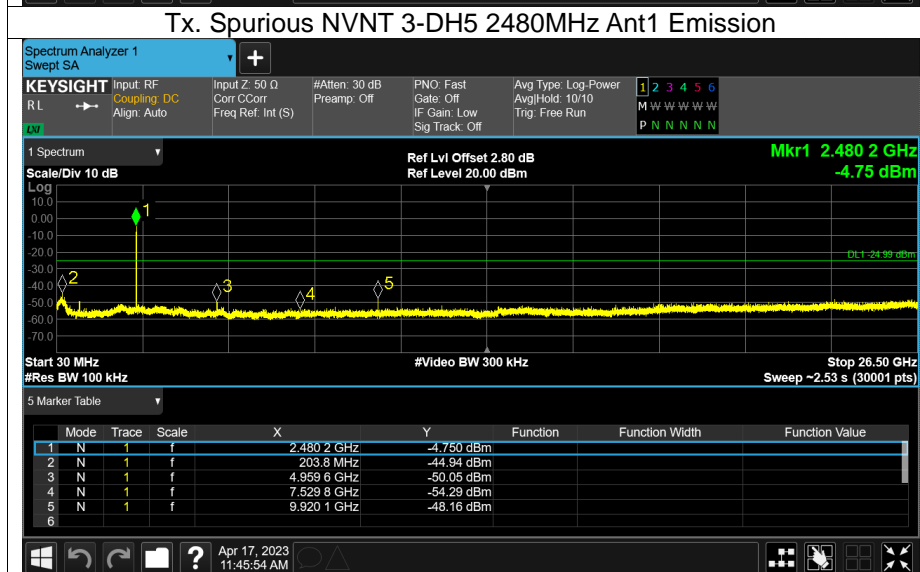 Tx. Spurious NVNT 3-DH5 2480MHz Ant1 Emission
Spectrum Analyzer 1
Swept SA
+
KEYSIGHT Input: RF Input Z: 50 Ω #Atten: 30 dB PNO: Fast Avg Type: Log-Power 1 2 3 4 5 6
R L Coupling: DC Corr CCorr Preamp: Off Gate: Off Avg|Hold: 10/10 M W W W W W
Align: Auto Freq Ref: Int (S) IF Gain: Low Trig: Free Run
LXI Sig Track: Off P N N N N N
1 Spectrum Ref Lvl Offset 2.80 dB Mkr1 2.480 2 GHz
Scale/Div 10 dB Ref Level 20.00 dBm -4.75 dBm
Log
10.0
0.00
-10.0
-20.0
-30.0
-40.0
-50.0
-60.0
-70.0
1
DL1 -24.99 dBm
2
3
4
5
Start 30 MHz #Video BW 300 kHz Stop 26.50 GHz
#Res BW 100 kHz Sweep ~2.53 s (30001 pts)
5 Marker Table
Mode Trace Scale X Y Function Function Width Function Value
1 N 1 f 2.480 2 GHz -4.750 dBm
2 N 1 f 203.8 MHz -44.94 dBm
3 N 1 f 4.959 6 GHz -50.05 dBm
4 N 1 f 7.529 8 GHz -54.29 dBm
5 N 1 f 9.920 1 GHz -48.16 dBm
6
? Apr 17, 2023
11:45:54 AM